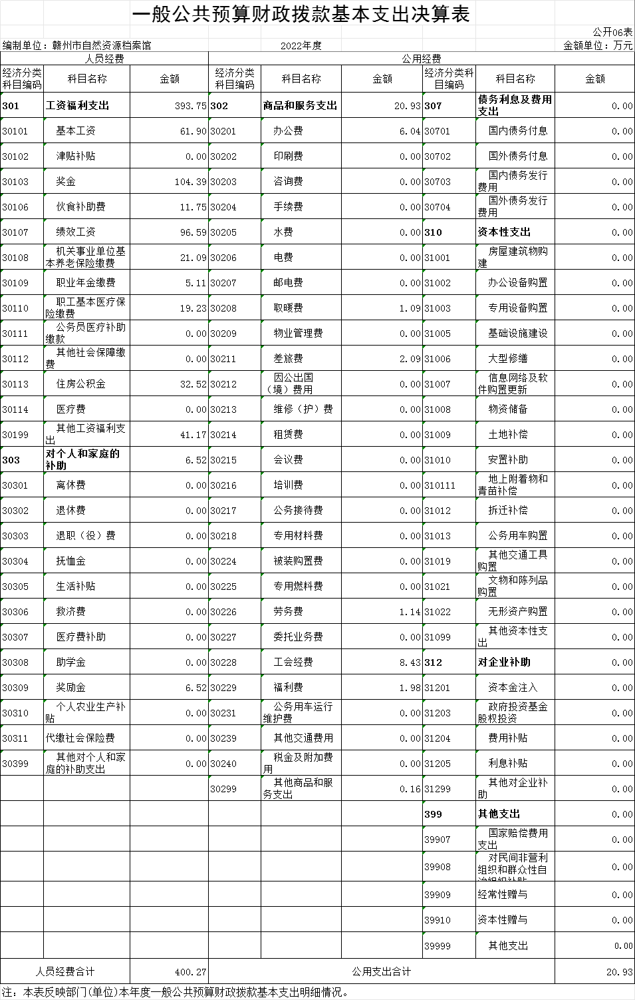 一般公共预算财政拨款基本支出决算表
公开06表
编制单位：赣州市自然资源档案馆 2022年度 金额单位：万元
人员经费 公用经费
经济分类科目编码 科目名称 金额 经济分类科目编码 科目名称 金额 经济分类科目编码 科目名称 金额
301 工资福利支出 393.75 302 商品和服务支出 20.93 307 债务利息及费用支出 0.00
30101 基本工资 61.90 30201 办公费 6.04 30701 国内债务付息 0.00
30102 津贴补贴 0.00 30202 印刷费 0.00 30702 国外债务付息 0.00
30103 奖金 104.39 30203 咨询费 0.00 30703 国内债务发行费用 0.00
30106 伙食补助费 11.75 30204 手续费 0.00 30704 国外债务发行费用 0.00
30107 绩效工资 96.59 30205 水费 0.00 310 资本性支出 0.00
30108 机关事业单位基本养老保险缴费 21.09 30206 电费 0.00 31001 房屋建筑物购建 0.00
30109 职业年金缴费 5.11 30207 邮电费 0.00 31002 办公设备购置 0.00
30110 职工基本医疗保险缴费 19.23 30208 取暖费 1.09 31003 专用设备购置 0.00
30111 公务员医疗补助缴款 0.00 30209 物业管理费 0.00 31005 基础设施建设 0.00
30112 其他社会保障缴费 0.00 30211 差旅费 2.09 31006 大型修缮 0.00
30113 住房公积金 32.52 30212 因公出国（境）费用 0.00 31007 信息网络及软件购置更新 0.00
30114 医疗费 0.00 30213 维修（护）费 0.00 31008 物资储备 0.00
30199 其他工资福利支出 41.17 30214 租赁费 0.00 31009 土地补偿 0.00
303 对个人和家庭的补助 6.52 30215 会议费 0.00 31010 安置补助 0.00
30301 离休费 0.00 30216 培训费 0.00 310111 地上附着物和青苗补偿 0.00
30302 退休费 0.00 30217 公务接待费 0.00 31012 拆迁补偿 0.00
30303 退职（役）费 0.00 30218 专用材料费 0.00 31013 公务用车购置 0.00
30304 抚恤金 0.00 30224 被装购置费 0.00 31019 其他交通工具购置 0.00
30305 生活补贴 0.00 30225 专用燃料费 0.00 31021 文物和陈列品购置 0.00
30306 救济费 0.00 30226 劳务费 1.14 31022 无形资产购置 0.00
30307 医疗费补助 0.00 30227 委托业务费 0.00 31099 其他资本性支出 0.00
30308 助学金 0.00 30228 工会经费 8.43 312 对企业补助 0.00
30309 奖励金 6.52 30229 福利费 1.98 31201 资本金注入 0.00
30310 个人农业生产补贴 0.00 30231 公务用车运行维护费 0.00 31203 政府投资基金股权投资 0.00
30311 代缴社会保险费 0.00 30239 其他交通费用 0.00 31204 费用补贴 0.00
30399 其他对个人和家庭的补助支出 0.00 30240 税金及附加费用 0.00 31205 利息补贴 0.00
30299 其他商品和服务支出 0.16 31299 其他对企业补助 0.00
399 其他支出 0.00
39907 国家赔偿费用支出 0.00
39908 对民间非营利组织和群众性自治组织补贴 0.00
39909 经常性赠与 0.00
39910 资本性赠与 0.00
39999 其他支出 0.00
人员经费合计 400.27 公用支出合计 20.93
注：本表反映部门(单位)本年度一般公共预算财政拨款基本支出明细情况。